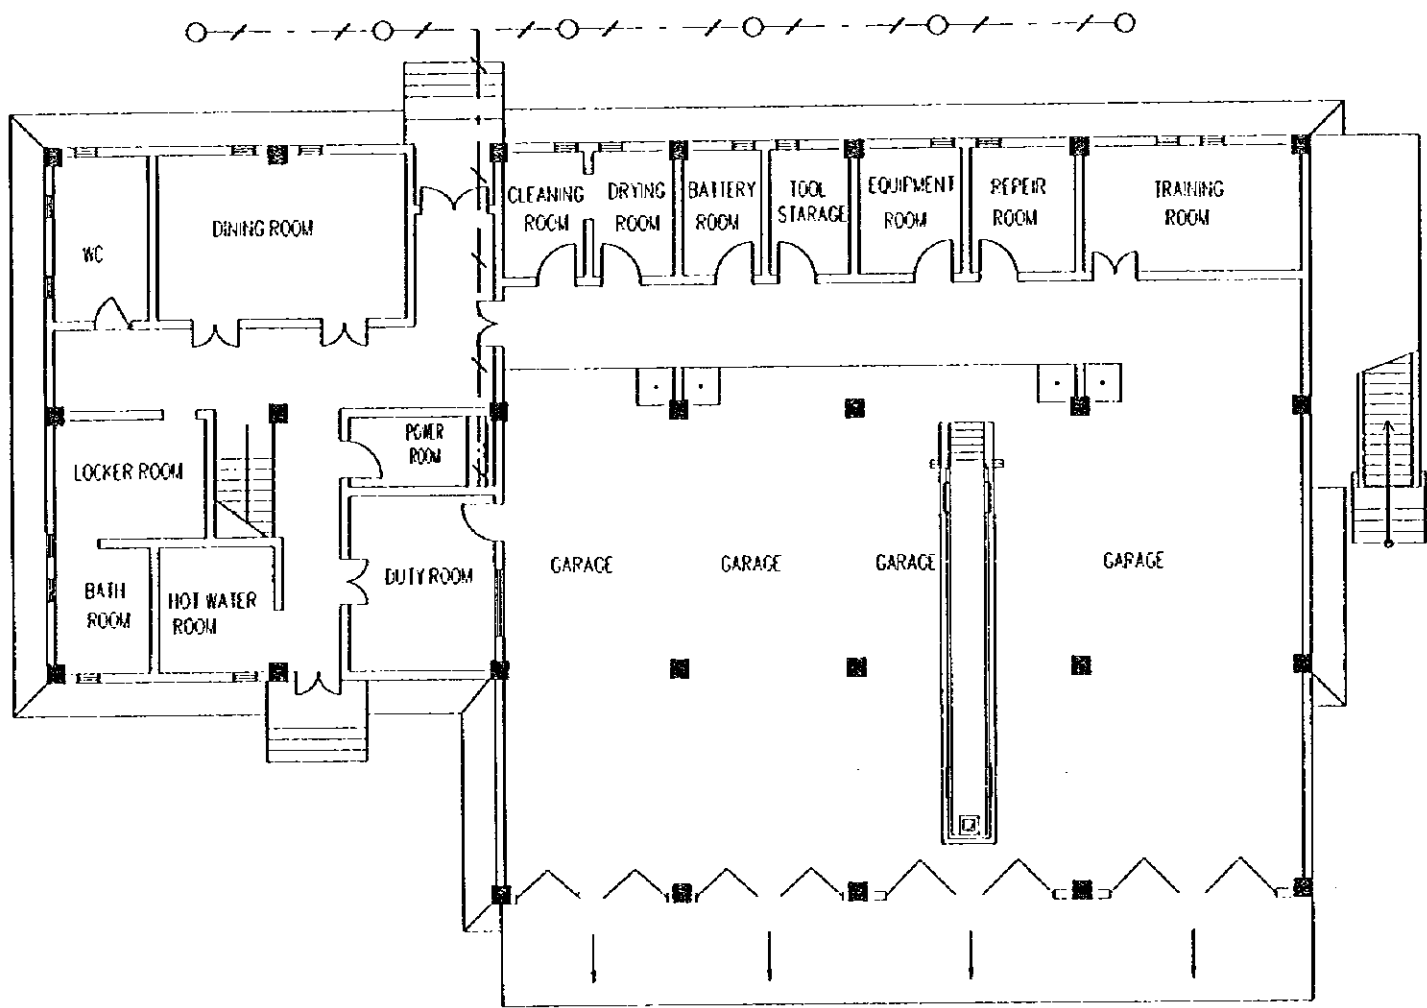 CLEANING
ROOM
DRYING
ROOM
BATTERY
ROOM
TOOL
STARAGE
EQUIPMENT
ROOM
REPEIR
ROOM
TRAINING
ROOM
DINING ROOM
WC
POWER
ROOM
LOCKER ROOM
GARAGE
GARAGE
GARAGE
GARAGE
DUTY ROOM
BATH
ROOM
HOT WATER
ROOM